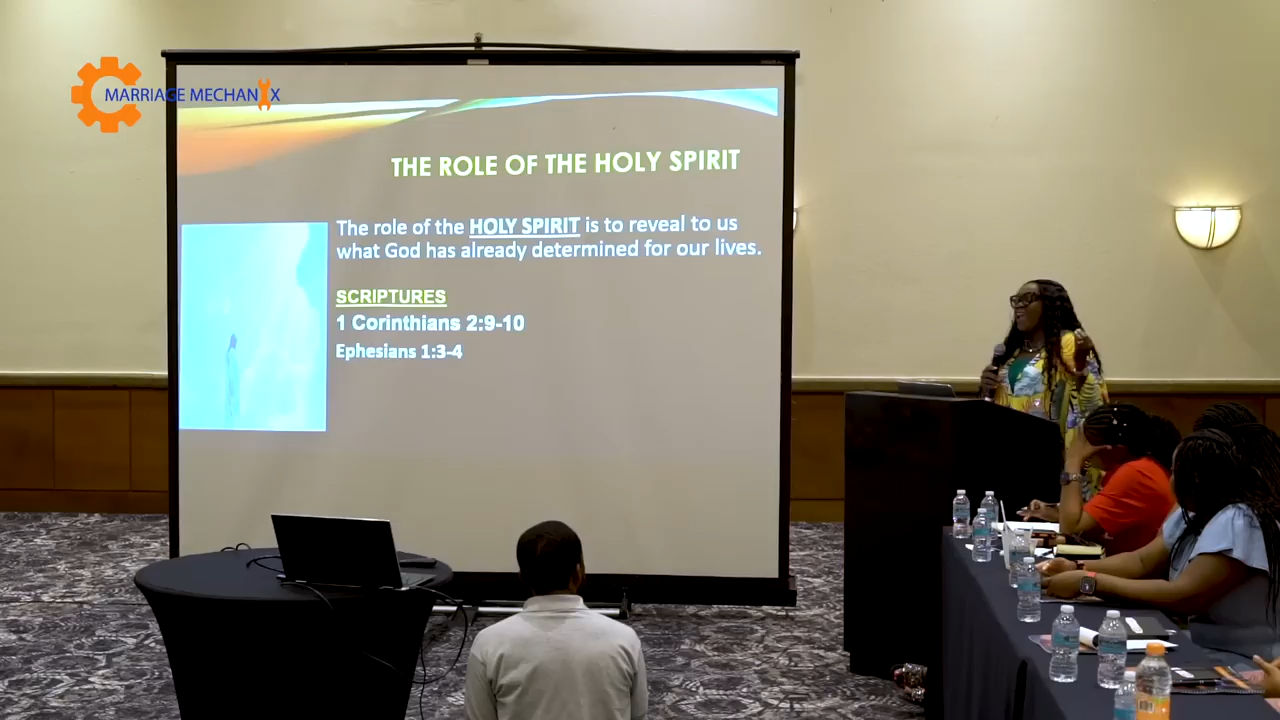 MARRIAGE MECHANIX
THE ROLE OF THE HOLY SPIRIT
The role of the HOLY SPIRIT is to reveal to us
what God has already determined for our lives.
SCRIPTURES
1 Corinthians 2:9-10
Ephesians 1:3-4